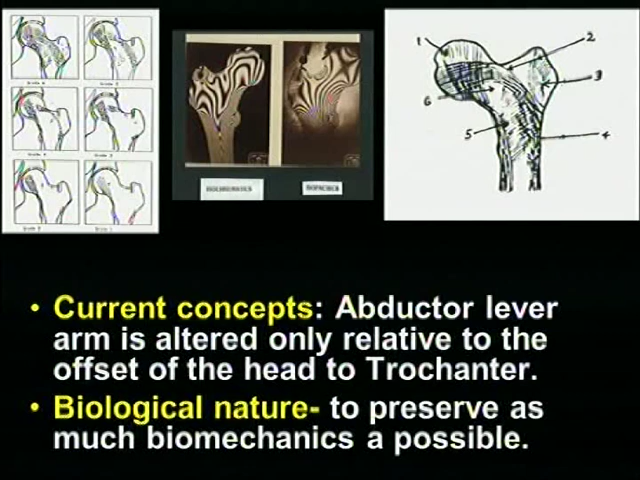 1
2
3
6
5
4
• Current concepts: Abductor lever
arm is altered only relative to the
offset of the head to Trochanter.
• Biological nature- to preserve as
much biomechanics a possible.